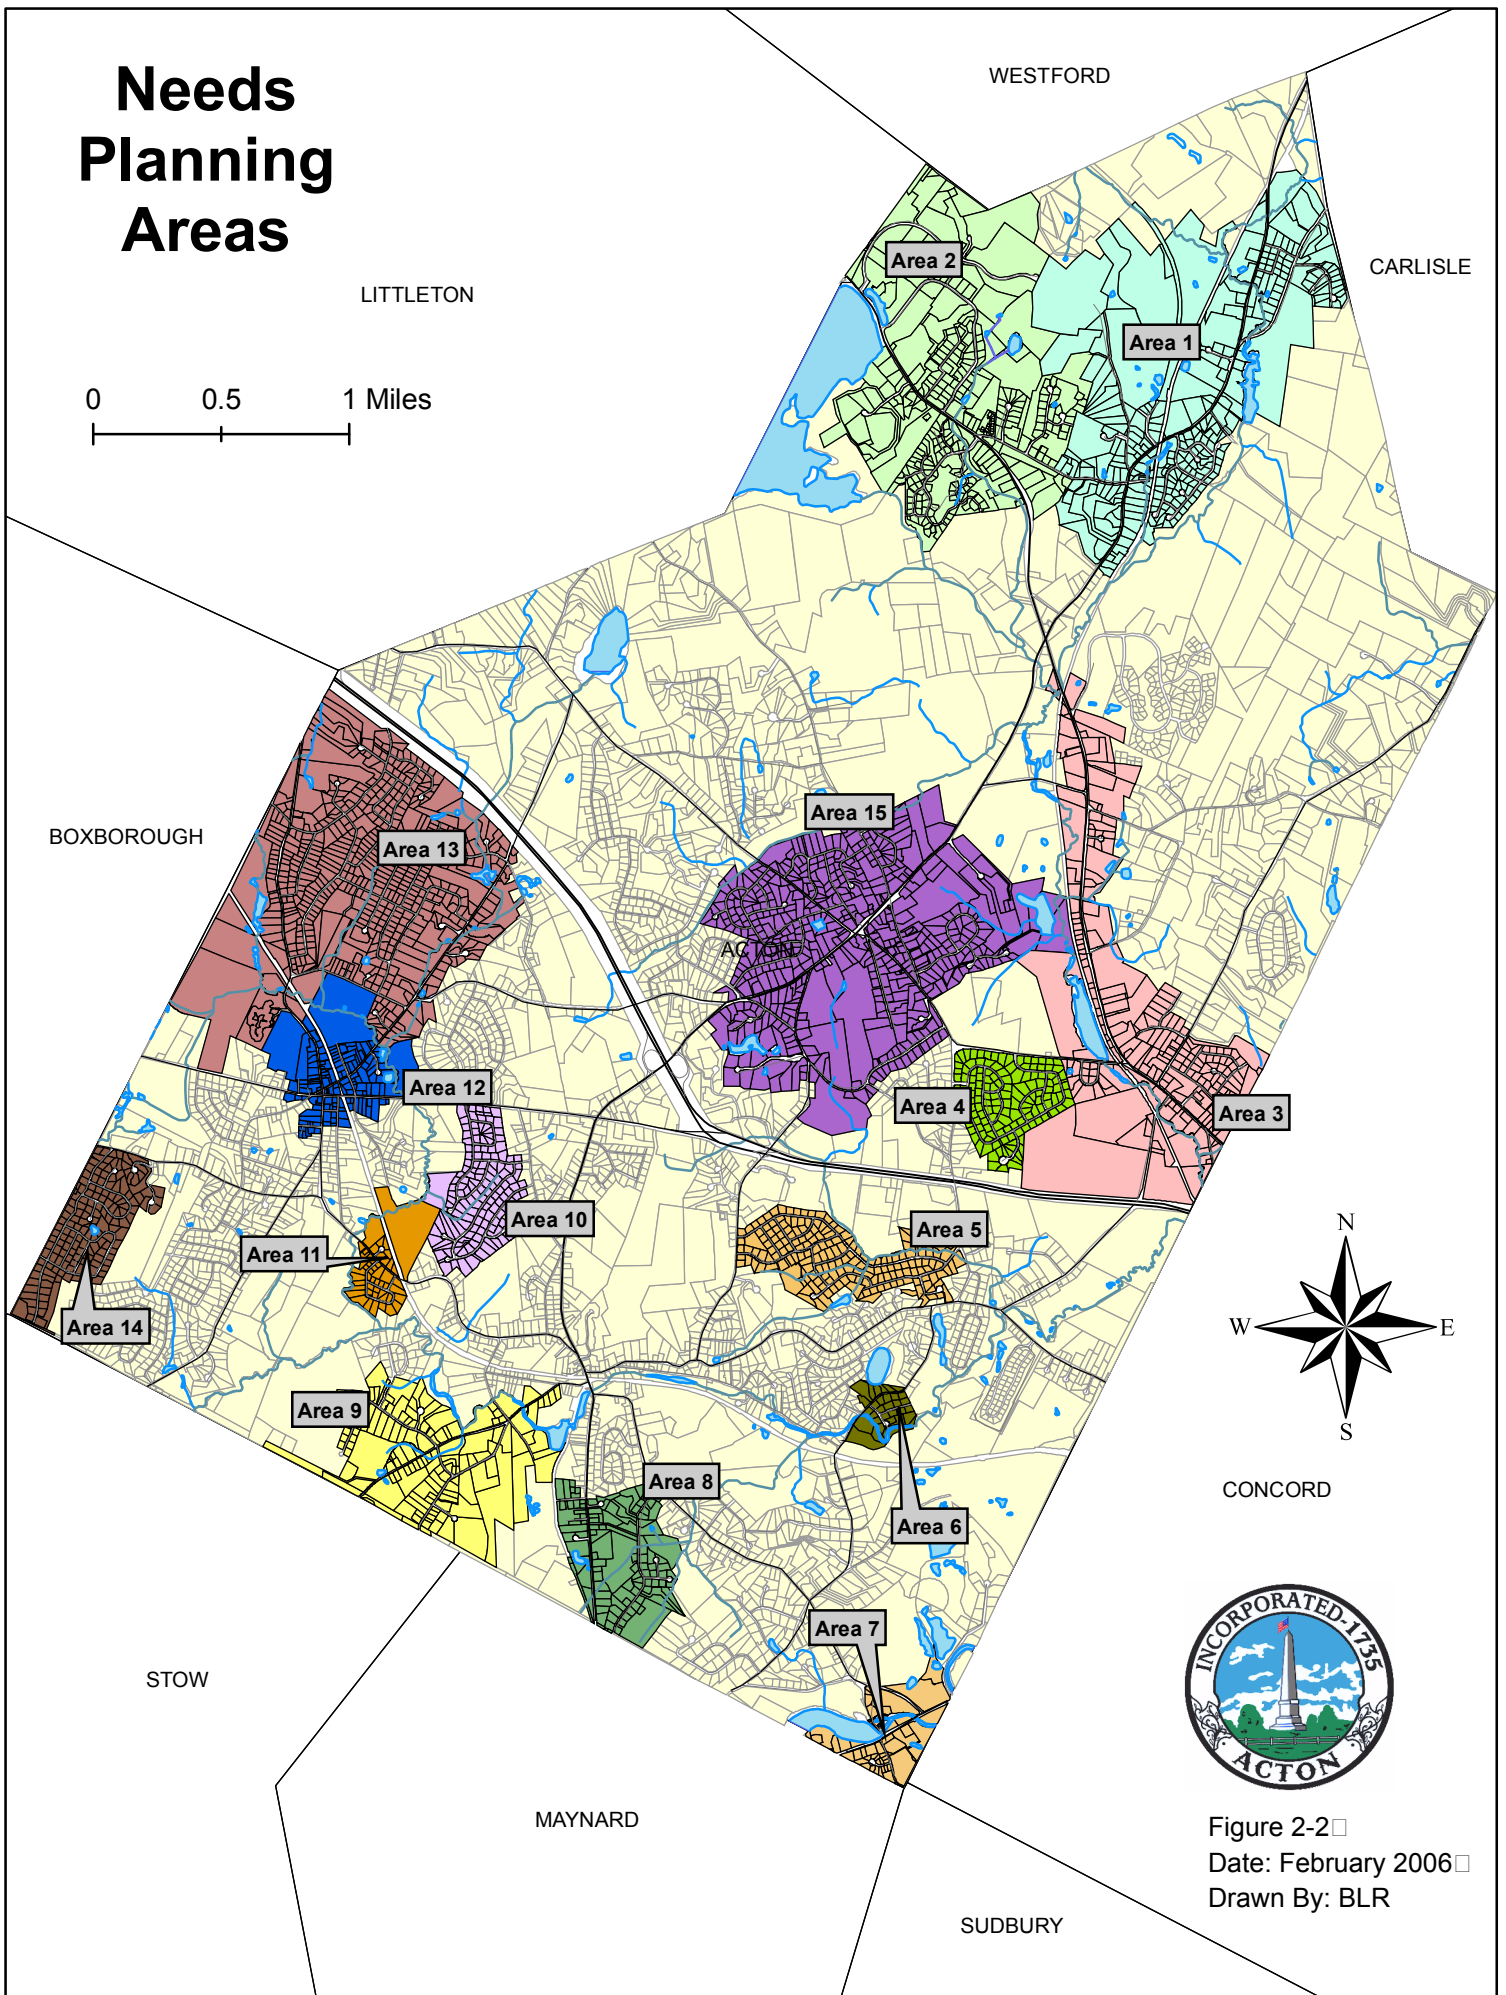 Needs
Planning
Areas
WESTFORD
CARLISLE
LITTLETON
0 0.5 1 Miles
Area 2
Area 1
BOXBOROUGH
Area 15
Area 13
ACTON
Area 12
Area 4
Area 3
Area 10
Area 5
Area 11
Area 14
N
W E
S
Area 9
Area 8
CONCORD
Area 6
Area 7
STOW
INCORPORATED-1735
ACTON
MAYNARD
Figure 2-2
Date: February 2006
Drawn By: BLR
SUDBURY